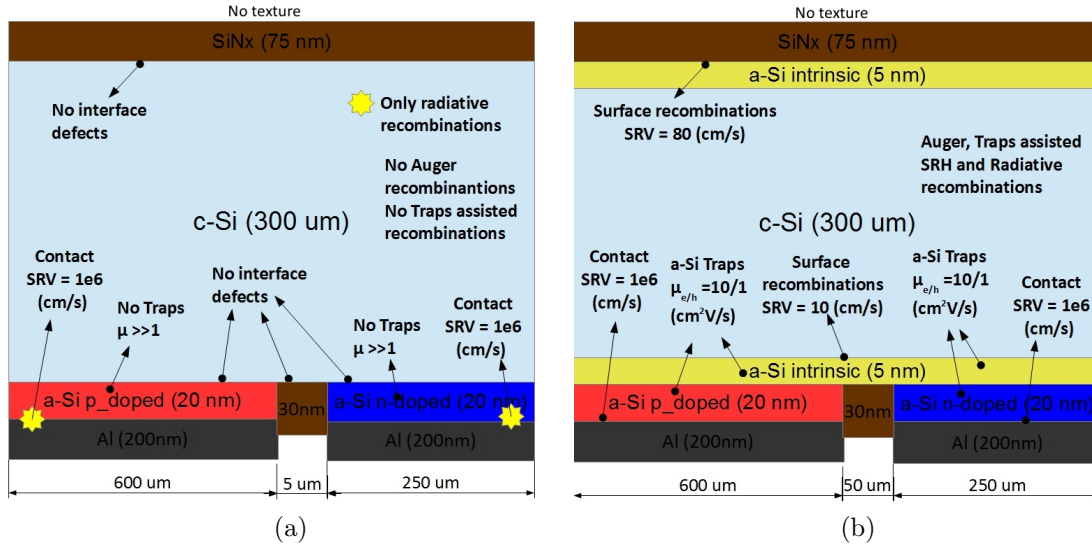 No texture
SiNx (75 nm)
No interface
defects
Only radiative
recombinations
No Auger
recombinantions
No Traps assisted
recombinations
c-Si (300 um)
Contact
SRV = 1e6
(cm/s)
No Traps
μ >>1
No interface
defects
No Traps
μ >>1
Contact
SRV = 1e6
(cm/s)
a-Si p_doped (20 nm)
30nm
a-Si n-doped (20 nm)
Al (200nm)
Al (200nm)
600 um
5 um
250 um
(a)
No texture
SiNx (75 nm)
a-Si intrinsic (5 nm)
Surface recombinations
SRV = 80 (cm/s)
Auger, Traps assisted
SRH and Radiative
recombinations
c-Si (300 um)
Contact
SRV = 1e6
(cm/s)
a-Si Traps
μe/h =10/1
(cm²V/s)
Surface
recombinations
SRV = 10 (cm/s)
a-Si Traps
μe/h =10/1
(cm²V/s)
Contact
SRV = 1e6
(cm/s)
a-Si intrinsic (5 nm)
a-Si p_doped (20 nm)
30nm
a-Si n-doped (20 nm)
Al (200nm)
Al (200nm)
600 um
50 um
250 um
(b)